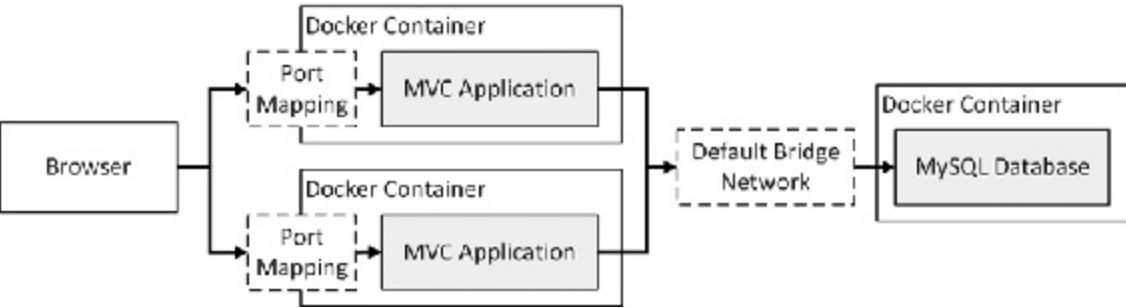 Docker Container
Port
Mapping
MVC Application
Browser
Docker Container
Port
Mapping
MVC Application
Default Bridge
Network
Docker Container
MySQL Database